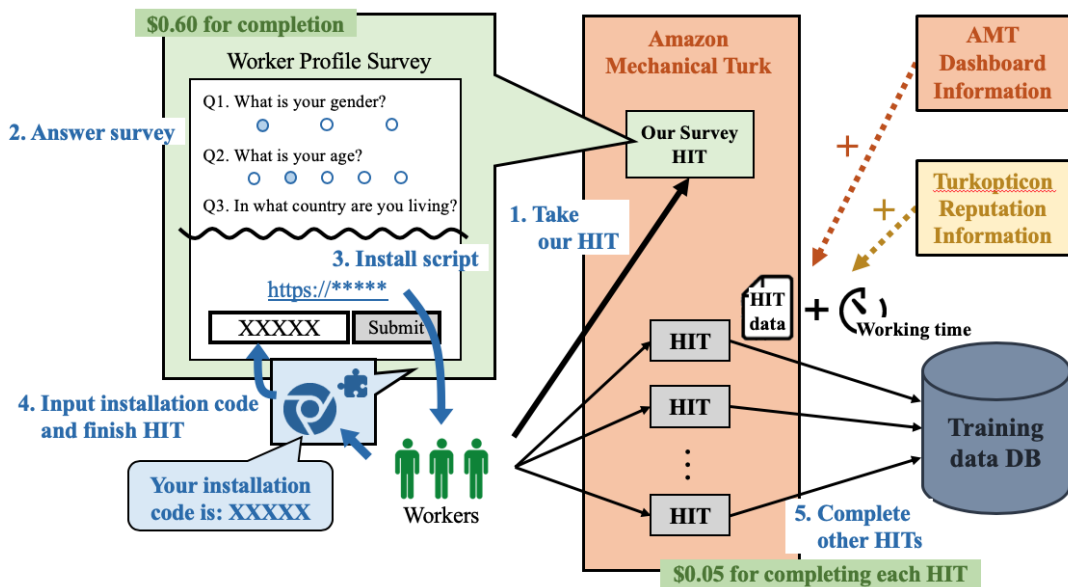 $0.60 for completion
Worker Profile Survey
Q1. What is your gender?
2. Answer survey
Q2. What is your age?
Q3. In what country are you living?
3. Install script
https://*****
XXXXX
Submit
4. Input installation code
and finish HIT
Your installation
code is: XXXXX
Workers
1. Take
our HIT
Amazon
Mechanical Turk
Our Survey
HIT
HIT
HIT
⋮
HIT
AMT
Dashboard
Information
+
Turkopticon
Reputation
Information
+
HIT
data
+
Working time
Training
data DB
5. Complete
other HITs
$0.05 for completing each HIT